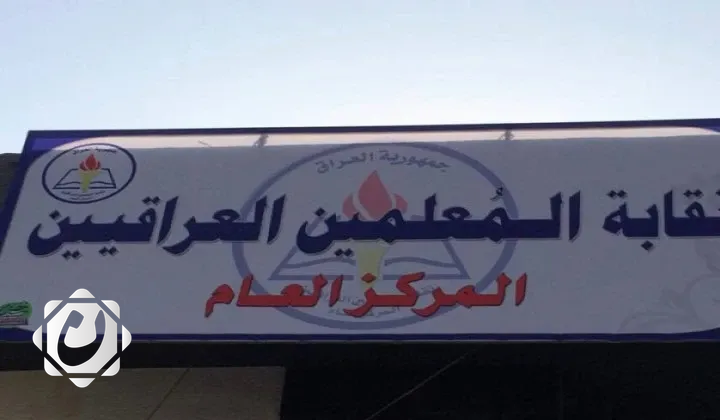 جمهورية العراق
نقابة المُعلمين العراقيين
المركز العام